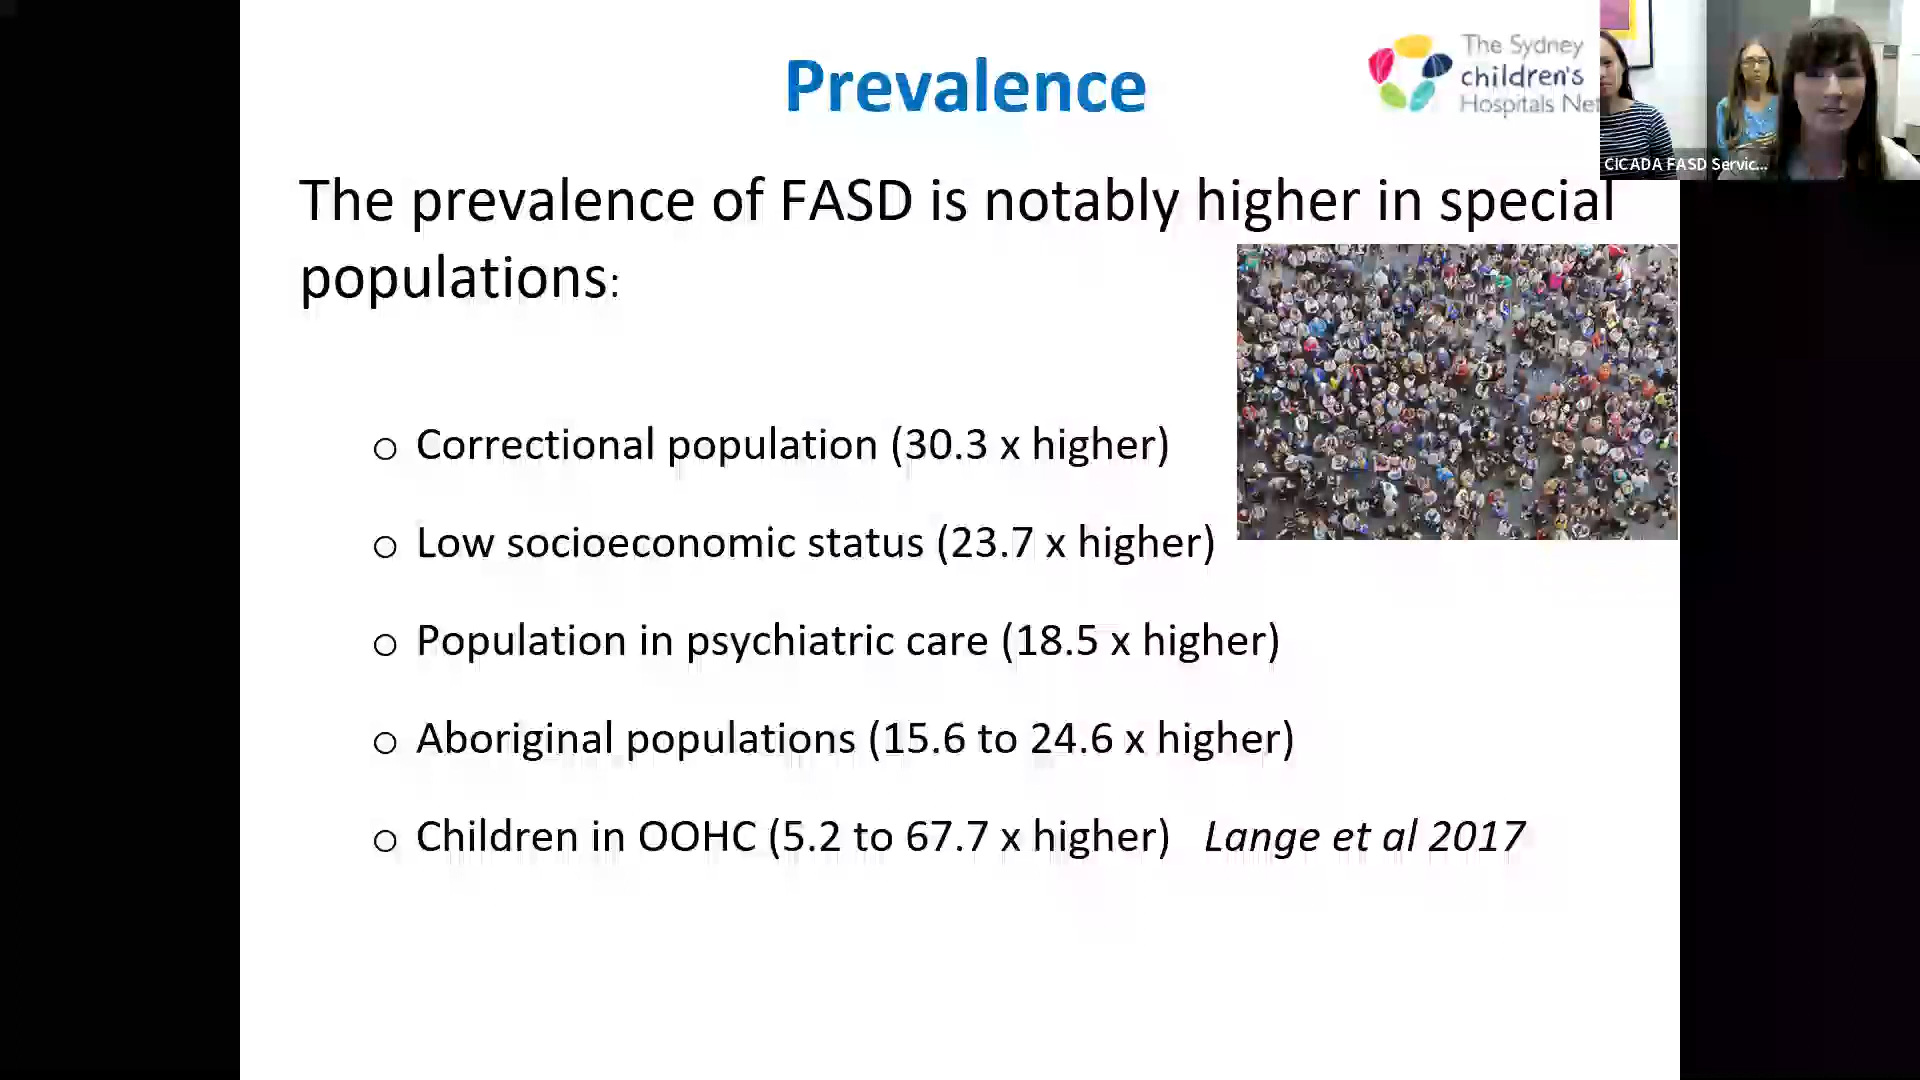 Prevalence
The Sydney
children's
Hospitals Net
CICADA FASD Servic...
The prevalence of FASD is notably higher in special
populations:
o Correctional population (30.3 x higher)
o Low socioeconomic status (23.7 x higher)
o Population in psychiatric care (18.5 x higher)
o Aboriginal populations (15.6 to 24.6 x higher)
o Children in OOHC (5.2 to 67.7 x higher) Lange et al 2017